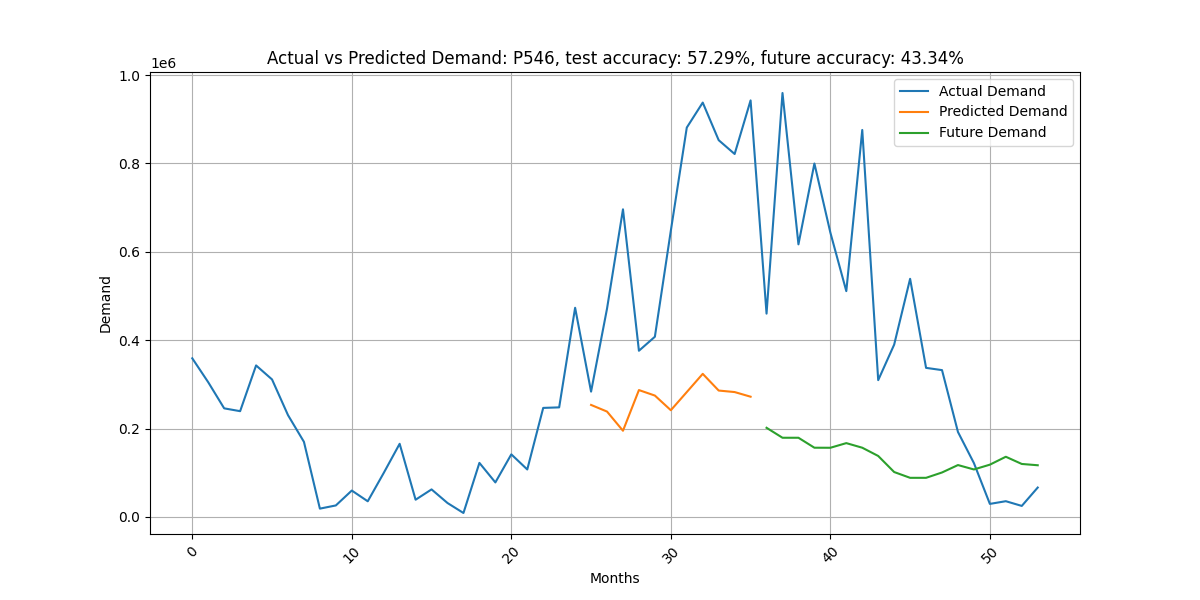 Actual vs Predicted Demand: P546, test accuracy: 57.29%, future accuracy: 43.34%
1e6
Actual Demand
Predicted Demand
Future Demand
1.0
0.8
0.6
0.4
0.2
0.0
Demand
0
10
20
30
40
50
Months